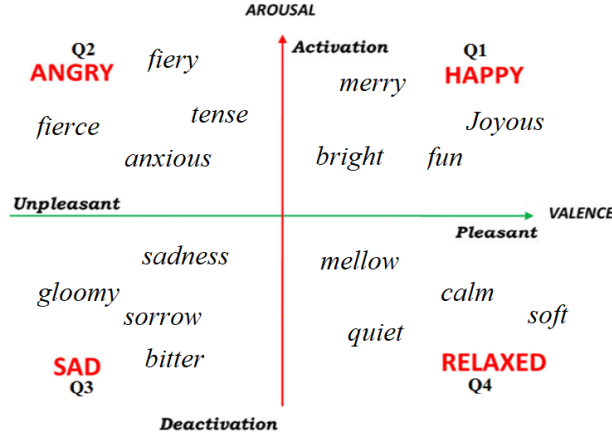 AROUSAL
Q2
ANGRY
fiery
Activation
Q1
HAPPY
merry
fierce
tense
anxious
Joyous
bright
fun
Unpleasant
VALENCE
Pleasant
sadness
gloomy
sorrow
bitter
SAD
Q3
mellow
calm
soft
quiet
RELAXED
Q4
Deactivation